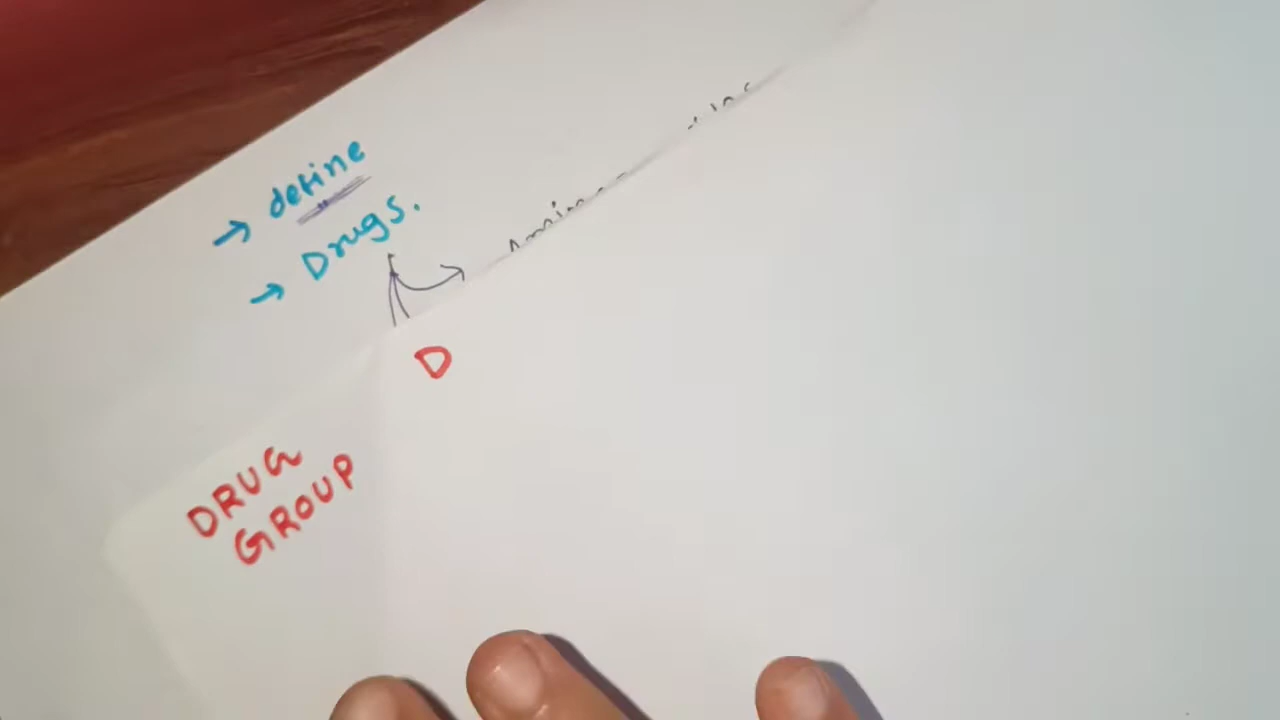 → define
→ Drugs.
D
DRUG
GROUP